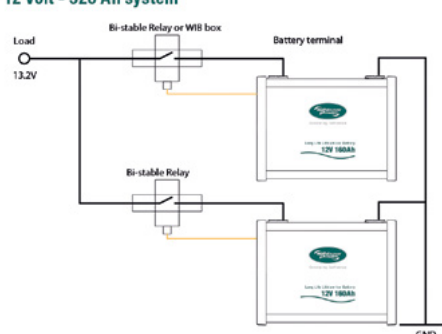 12 Volt – 320 Ah system
Bi-stable Relay or WIB box
Battery terminal
Load
13.2V
12V 160Ah
Bi-stable Relay
12V 160Ah
GND